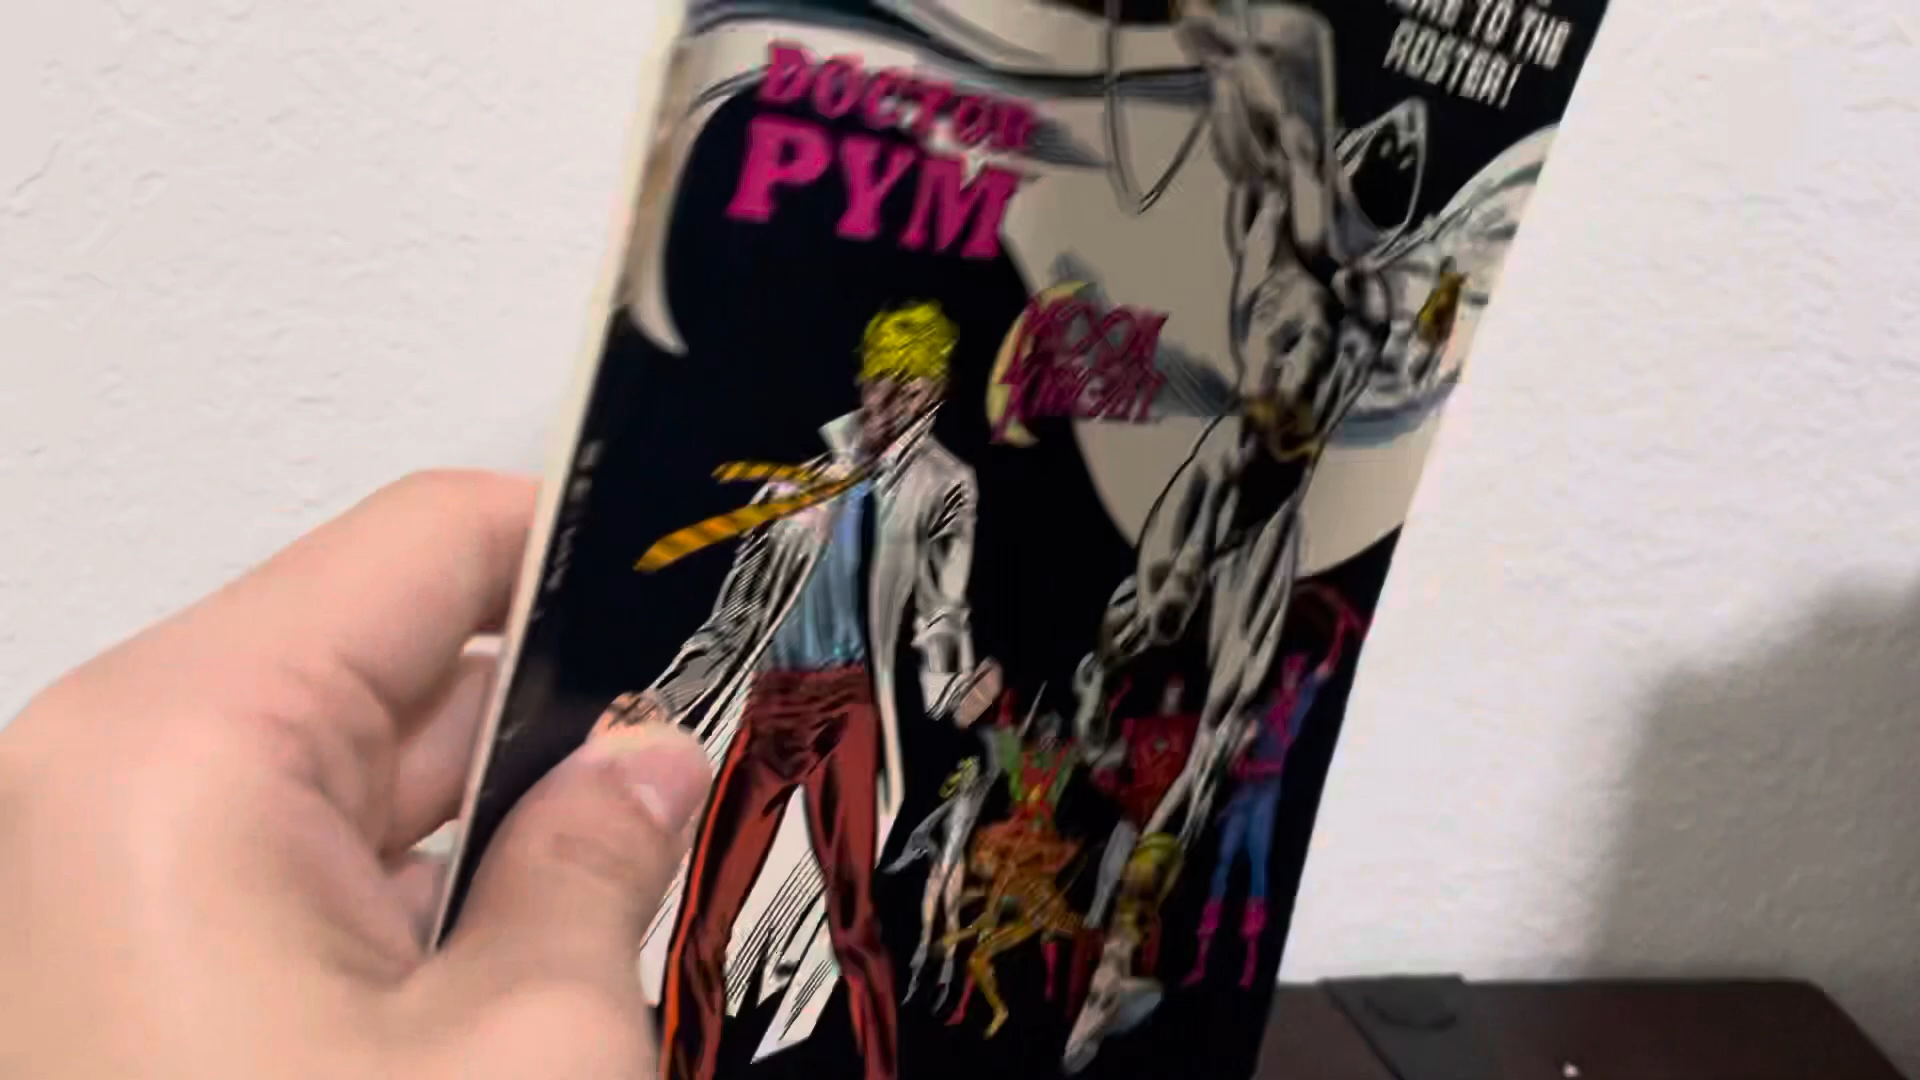 TO THE
ROSTER!
DOCTOR
PYM
MOON
KNIGHT